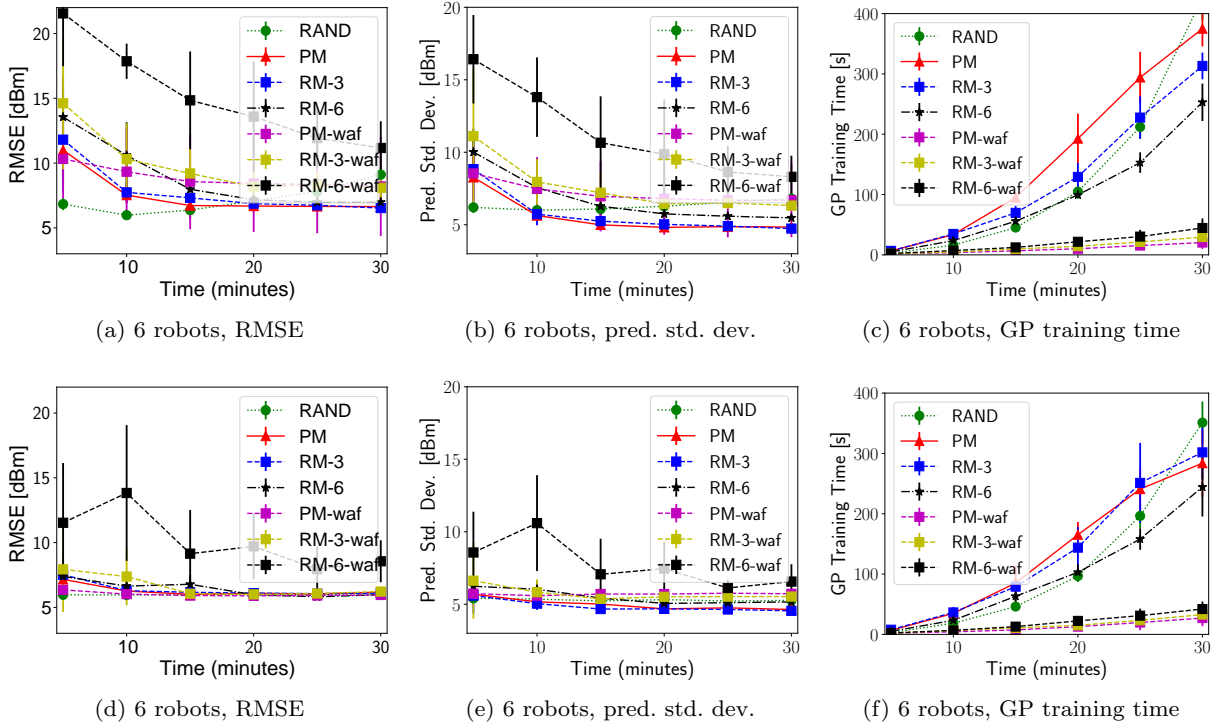 20
15
10
5
RMSE [dBm]
10
20
30
Time (minutes)
RAND
PM
RM-3
RM-6
PM-waf
RM-3-waf
RM-6-waf
(a) 6 robots, RMSE
20
15
10
5
Pred. Std. Dev. [dBm]
10
20
30
Time (minutes)
RAND
PM
RM-3
RM-6
PM-waf
RM-3-waf
RM-6-waf
(b) 6 robots, pred. std. dev.
400
300
200
100
0
GP Training Time [s]
10
20
30
Time (minutes)
RAND
PM
RM-3
RM-6
PM-waf
RM-3-waf
RM-6-waf
(c) 6 robots, GP training time
20
15
10
5
RMSE [dBm]
10
20
30
Time (minutes)
RAND
PM
RM-3
RM-6
PM-waf
RM-3-waf
RM-6-waf
(d) 6 robots, RMSE
20
15
10
5
Pred. Std. Dev. [dBm]
10
20
30
Time (minutes)
RAND
PM
RM-3
RM-6
PM-waf
RM-3-waf
RM-6-waf
(e) 6 robots, pred. std. dev.
400
300
200
100
0
GP Training Time [s]
10
20
30
Time (minutes)
RAND
PM
RM-3
RM-6
PM-waf
RM-3-waf
RM-6-waf
(f) 6 robots, GP training time